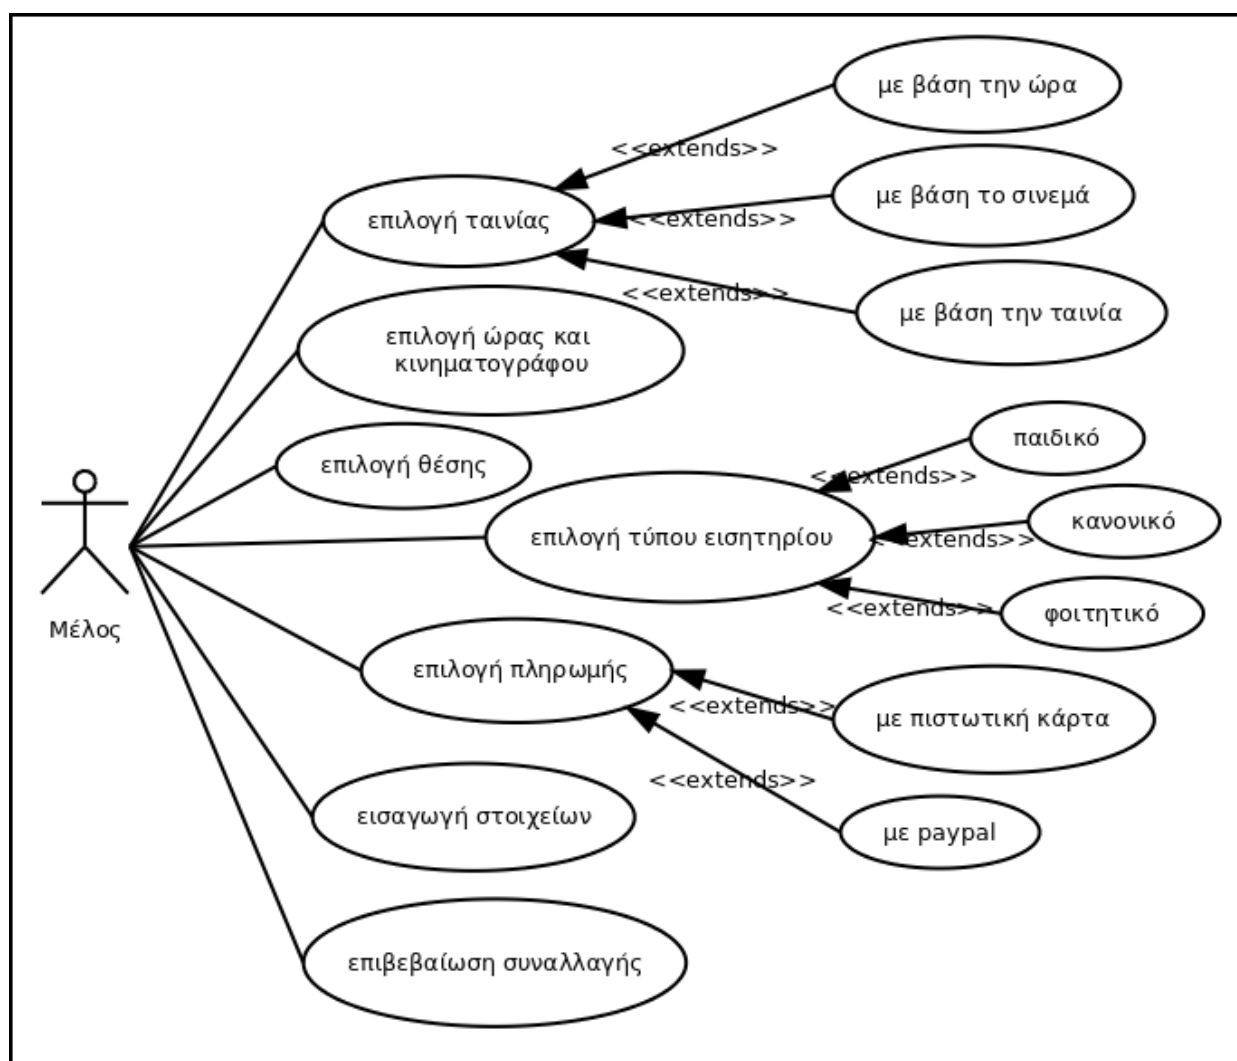 με βάση την ώρα
<<extends>>
επιλογή ταινίας
με βάση το σινεμά
<<extends>>
<<extends>>
με βάση την ταινία
επιλογή ώρας και
κινηματογράφου
επιλογή θέσης
παιδικό
<<extends>>
επιλογή τύπου εισητηρίου
κανονικό
<<extends>>
<<extends>>
φοιτητικό
Μέλος
επιλογή πληρωμής
<<extends>>
με πιστωτική κάρτα
<<extends>>
με paypal
εισαγωγή στοιχείων
επιβεβαίωση συναλλαγής